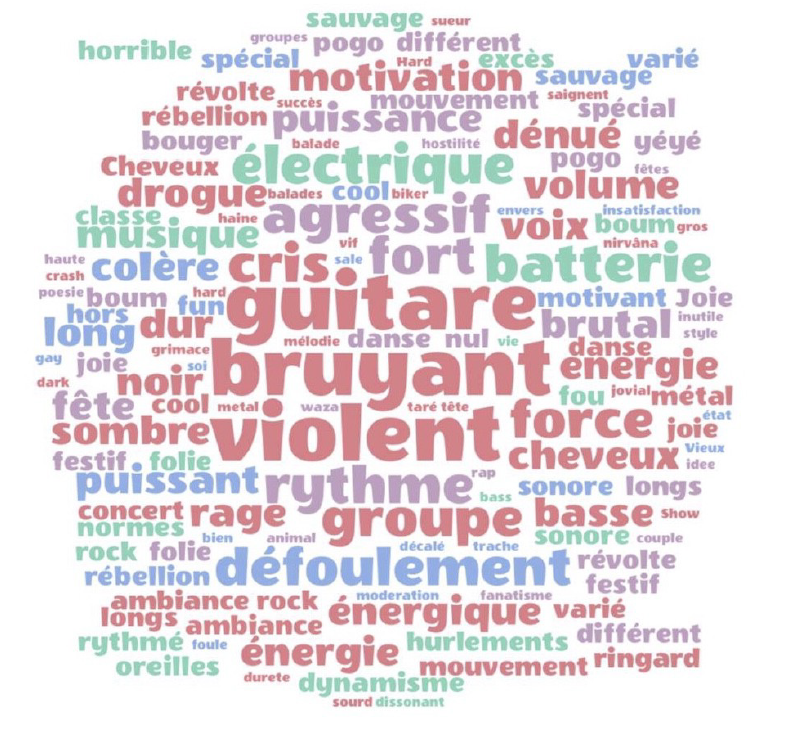 sauvage sueur
groupes pogo différent
horrible spécial Hard excès varié
motivation sauvage
révolte succès mouvement saignent
rébellion puissance spécial
bouger balade hostilité dénué yéyé
Cheveux électrique pogo fêtes
drogue balades cool biker volume
classe haine agressif envers voix insatisfaction
musique vif boum gros
haute colère cris sale fort batterie nirvâna
crash
poesie boum hard guitare motivant Joie
hors fun brutal inutile
long dur mélodie danse nul vie style
gay joie grimace soi bruyant danse énergie
dark noir fou jovial métal
fête cool metal waza taré tête force état
sombre violent joie
festif folie cheveux Vieux idee
puissant rythme rap bass sonore longs
concert rage groupe basse Show
normes bien animal décalé trache sonore couple
rock folie défoulement révolte
rébellion festif
ambiance rock moderation fanatisme
longs ambiance énergique varié
rythmé foule hurlements différent
oreilles énergie mouvement ringard
durete dynamisme
sourd dissonant